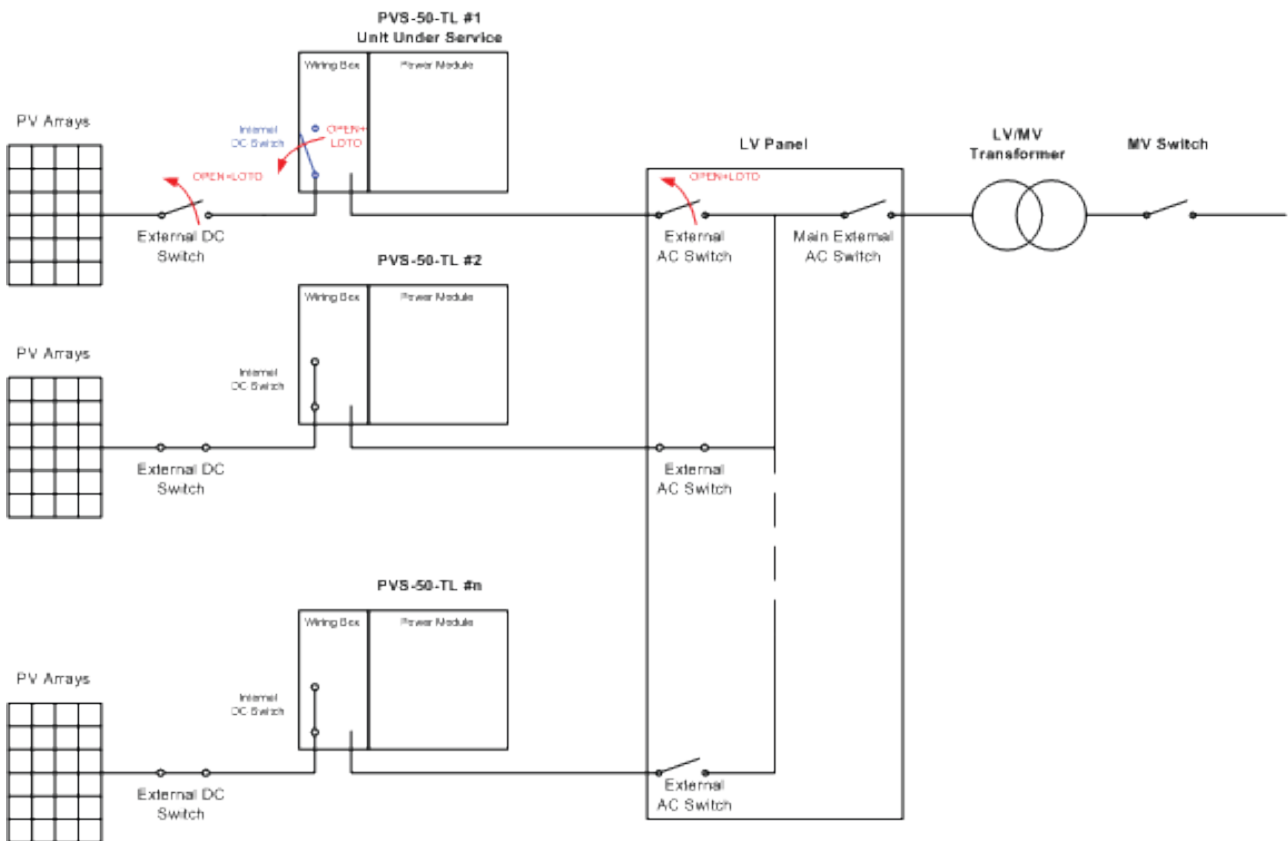 PVS-50-TL #1
Unit Under Service
Wiring Box
Power Module
PV Arrays
Internal
DC Switch
OPEN+
LOTO
OPEN+LOTO
External DC
Switch
LV Panel
OPEN+LOTO
External
AC Switch
Main External
AC Switch
LV/MV
Transformer
MV Switch
PVS-50-TL #2
Wiring Box
Power Module
PV Arrays
Internal
DC Switch
External DC
Switch
External
AC Switch
PVS-50-TL #n
Wiring Box
Power Module
PV Arrays
Internal
DC Switch
External DC
Switch
External
AC Switch